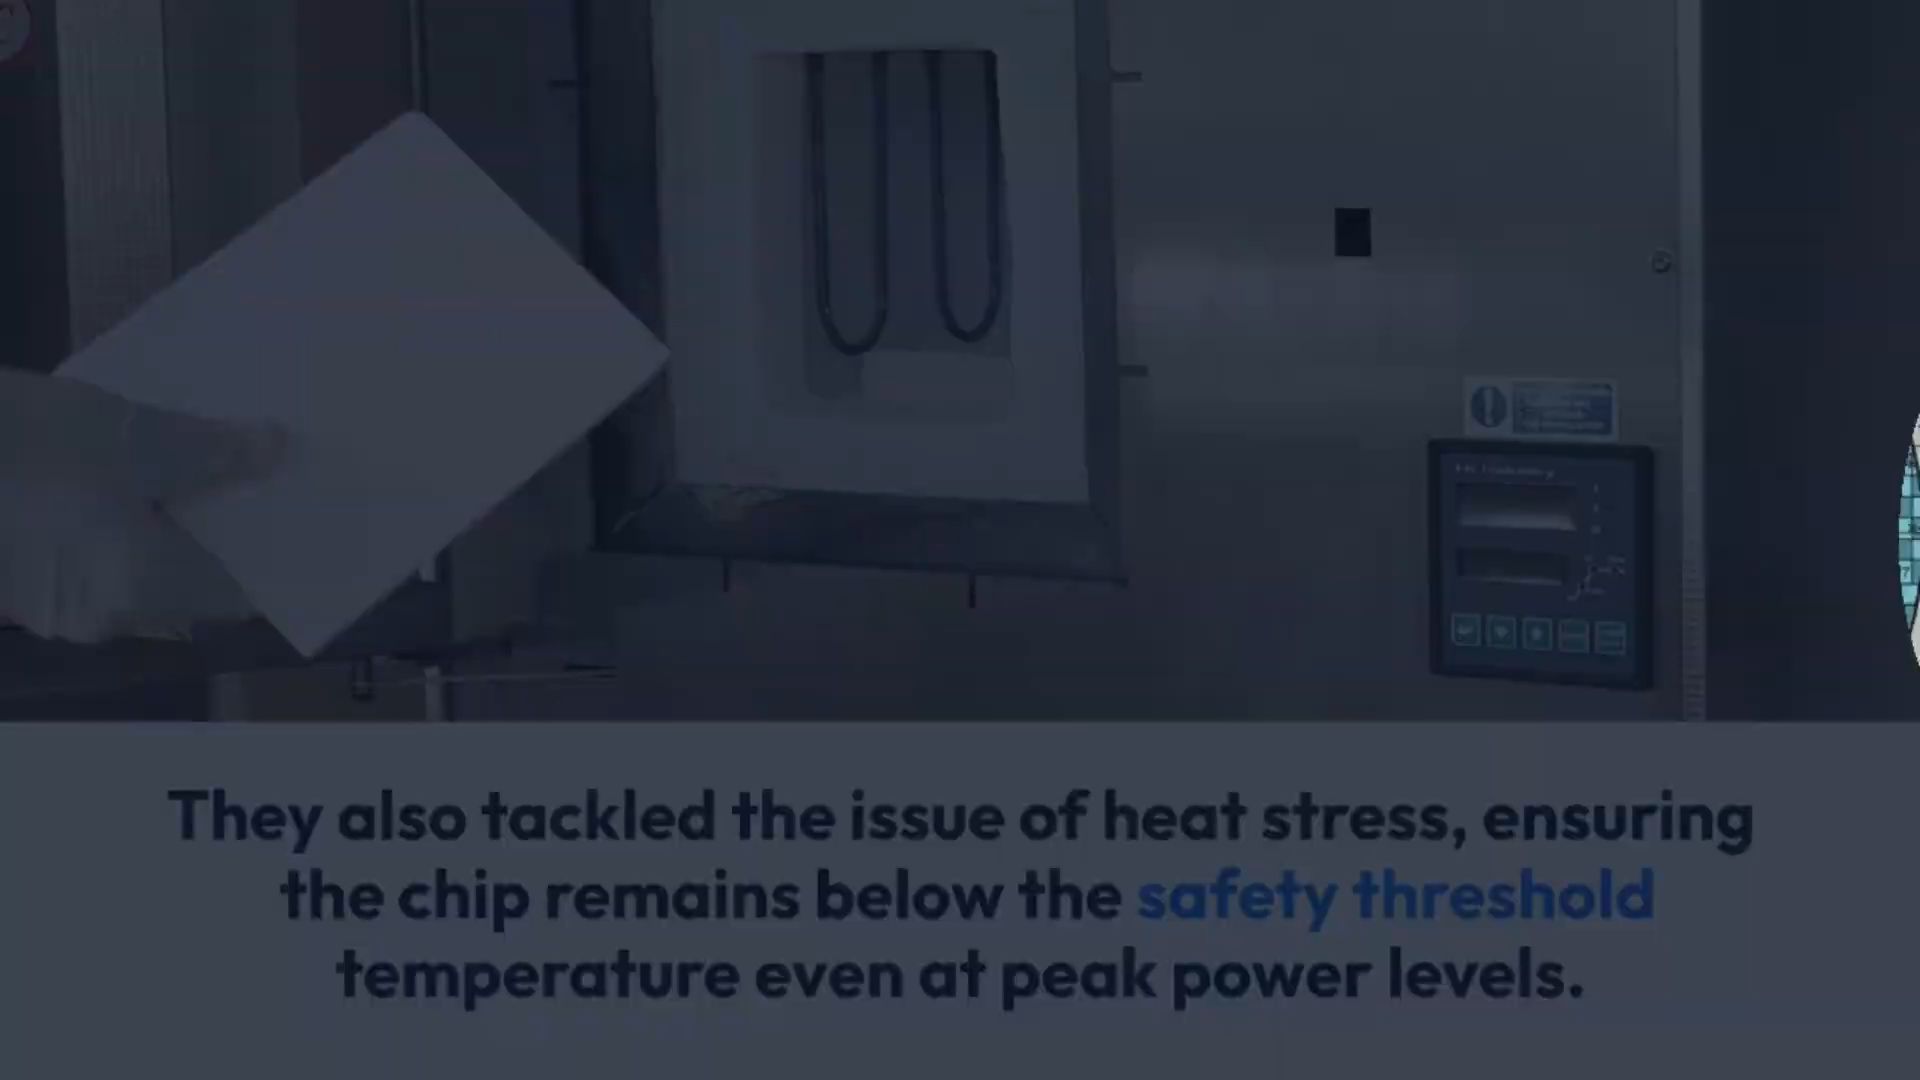 They also tackled the issue of heat stress, ensuring
the chip remains below the safety threshold
temperature even at peak power levels.